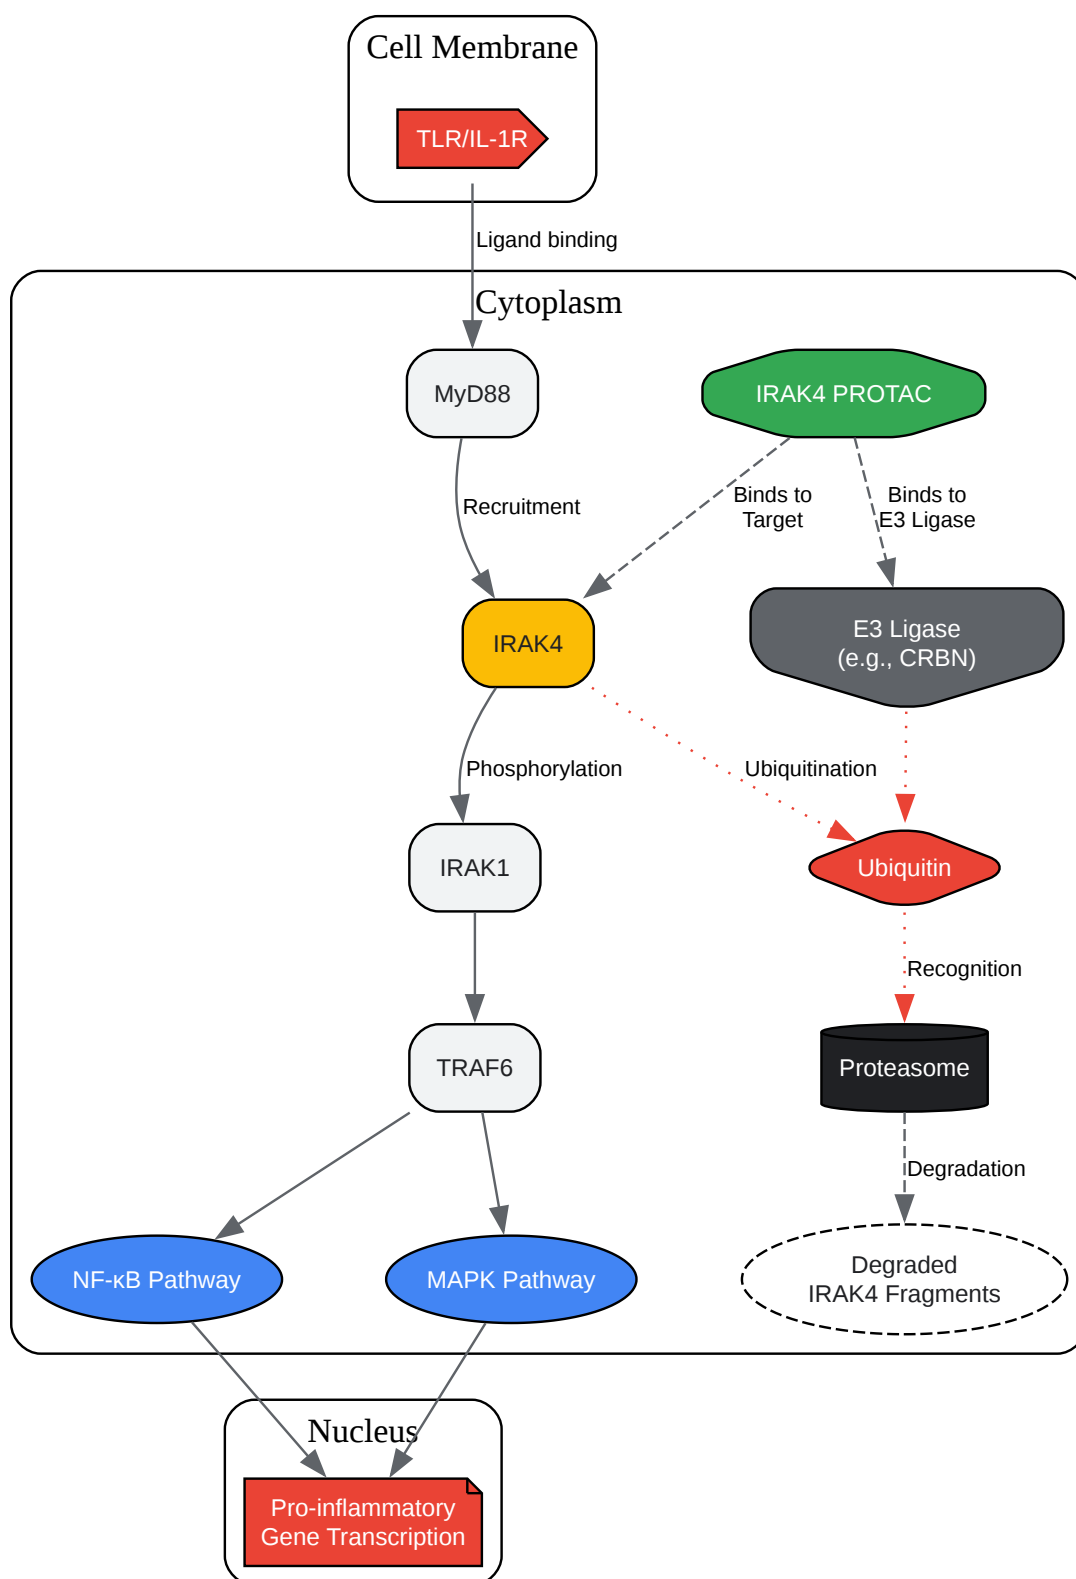 Cell Membrane
TLR/IL-1R
Ligand binding
Cytoplasm
MyD88
IRAK4 PROTAC
Recruitment
Binds to
Target
Binds to
E3 Ligase
IRAK4
E3 Ligase
(e.g., CRBN)
Phosphorylation
Ubiquitination
IRAK1
Ubiquitin
Recognition
TRAF6
Proteasome
Degradation
NF-κB Pathway
MAPK Pathway
Degraded
IRAK4 Fragments
Nucleus
Pro-inflammatory
Gene Transcription